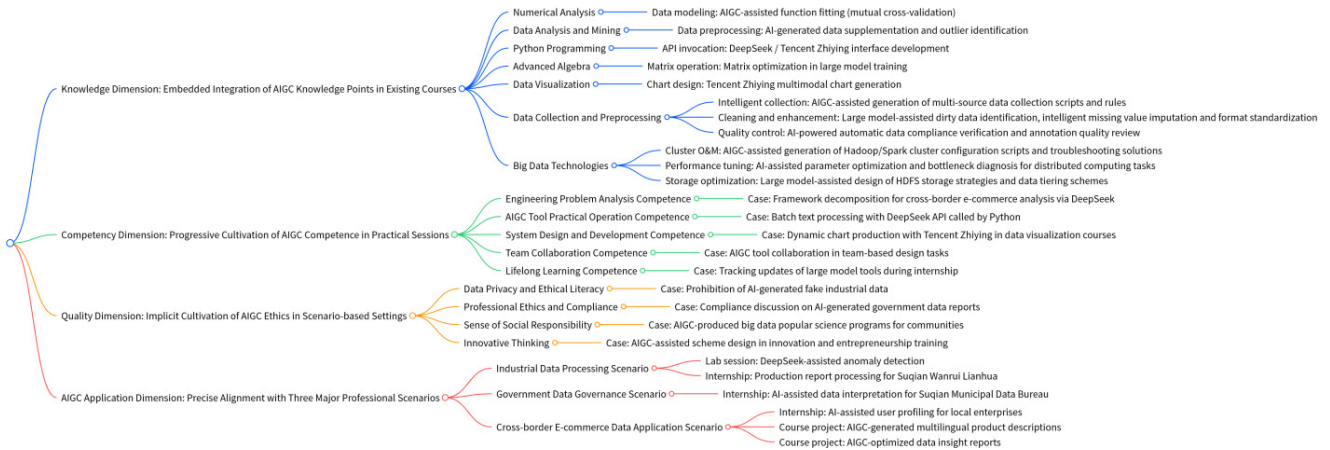 Numerical Analysis
Data modeling: AIGC-assisted function fitting (mutual cross-validation)
Data Analysis and Mining
Data preprocessing: AI-generated data supplementation and outlier identification
Python Programming
API invocation: DeepSeek / Tencent Zhiying interface development
Advanced Algebra
Matrix operation: Matrix optimization in large model training
Knowledge Dimension: Embedded Integration of AIGC Knowledge Points in Existing Courses
Data Visualization
Chart design: Tencent Zhiying multimodal chart generation
Data Collection and Preprocessing
Intelligent collection: AIGC-assisted generation of multi-source data collection scripts and rules
Cleaning and enhancement: Large model-assisted dirty data identification, intelligent missing value imputation and format standardization
Quality control: AI-powered automatic data compliance verification and annotation quality review
Big Data Technologies
Cluster O&M: AIGC-assisted generation of Hadoop/Spark cluster configuration scripts and troubleshooting solutions
Performance tuning: AI-assisted parameter optimization and bottleneck diagnosis for distributed computing tasks
Storage optimization: Large model-assisted design of HDFS storage strategies and data tiering schemes
Competency Dimension: Progressive Cultivation of AIGC Competence in Practical Sessions
Engineering Problem Analysis Competence
Case: Framework decomposition for cross-border e-commerce analysis via DeepSeek
AIGC Tool Practical Operation Competence
Case: Batch text processing with DeepSeek API called by Python
System Design and Development Competence
Case: Dynamic chart production with Tencent Zhiying in data visualization courses
Team Collaboration Competence
Case: AIGC tool collaboration in team-based design tasks
Lifelong Learning Competence
Case: Tracking updates of large model tools during internship
Quality Dimension: Implicit Cultivation of AIGC Ethics in Scenario-based Settings
Data Privacy and Ethical Literacy
Case: Prohibition of AI-generated fake industrial data
Professional Ethics and Compliance
Case: Compliance discussion on AI-generated government data reports
Sense of Social Responsibility
Case: AIGC-produced big data popular science programs for communities
Innovative Thinking
Case: AIGC-assisted scheme design in innovation and entrepreneurship training
AIGC Application Dimension: Precise Alignment with Three Major Professional Scenarios
Industrial Data Processing Scenario
Lab session: DeepSeek-assisted anomaly detection
Internship: Production report processing for Suqian Wanrui Lianhua
Government Data Governance Scenario
Internship: AI-assisted data interpretation for Suqian Municipal Data Bureau
Cross-border E-commerce Data Application Scenario
Internship: AI-assisted user profiling for local enterprises
Course project: AIGC-generated multilingual product descriptions
Course project: AIGC-optimized data insight reports